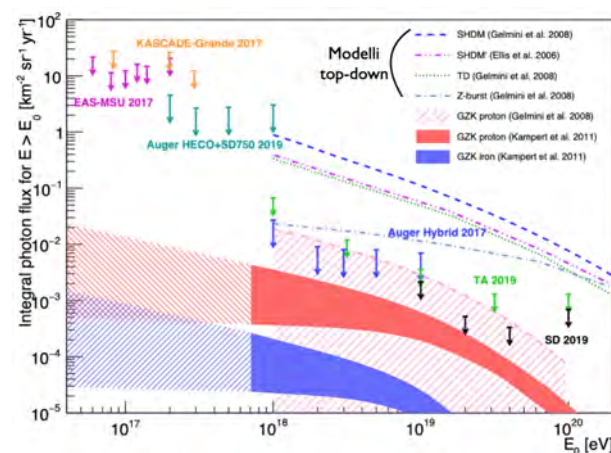 Integral photon flux for E > E₀ [km⁻² sr⁻¹ yr⁻¹]
10²
10
1
10⁻¹
10⁻²
10⁻³
10⁻⁴
10⁻⁵
KASCADE-Grande 2017
EAS-MSU 2017
Auger HECO+SD750 2019
Modelli
top-down
SHDM (Gelmini et al. 2008)
SHDM' (Ellis et al. 2006)
TD (Gelmini et al. 2008)
Z-burst (Gelmini et al. 2008)
GZK proton (Gelmini et al. 2008)
GZK proton (Kampert et al. 2011)
GZK iron (Kampert et al. 2011)
Auger Hybrid 2017
TA 2019
SD 2019
10¹⁷
10¹⁸
10¹⁹
10²⁰
E₀ [eV]